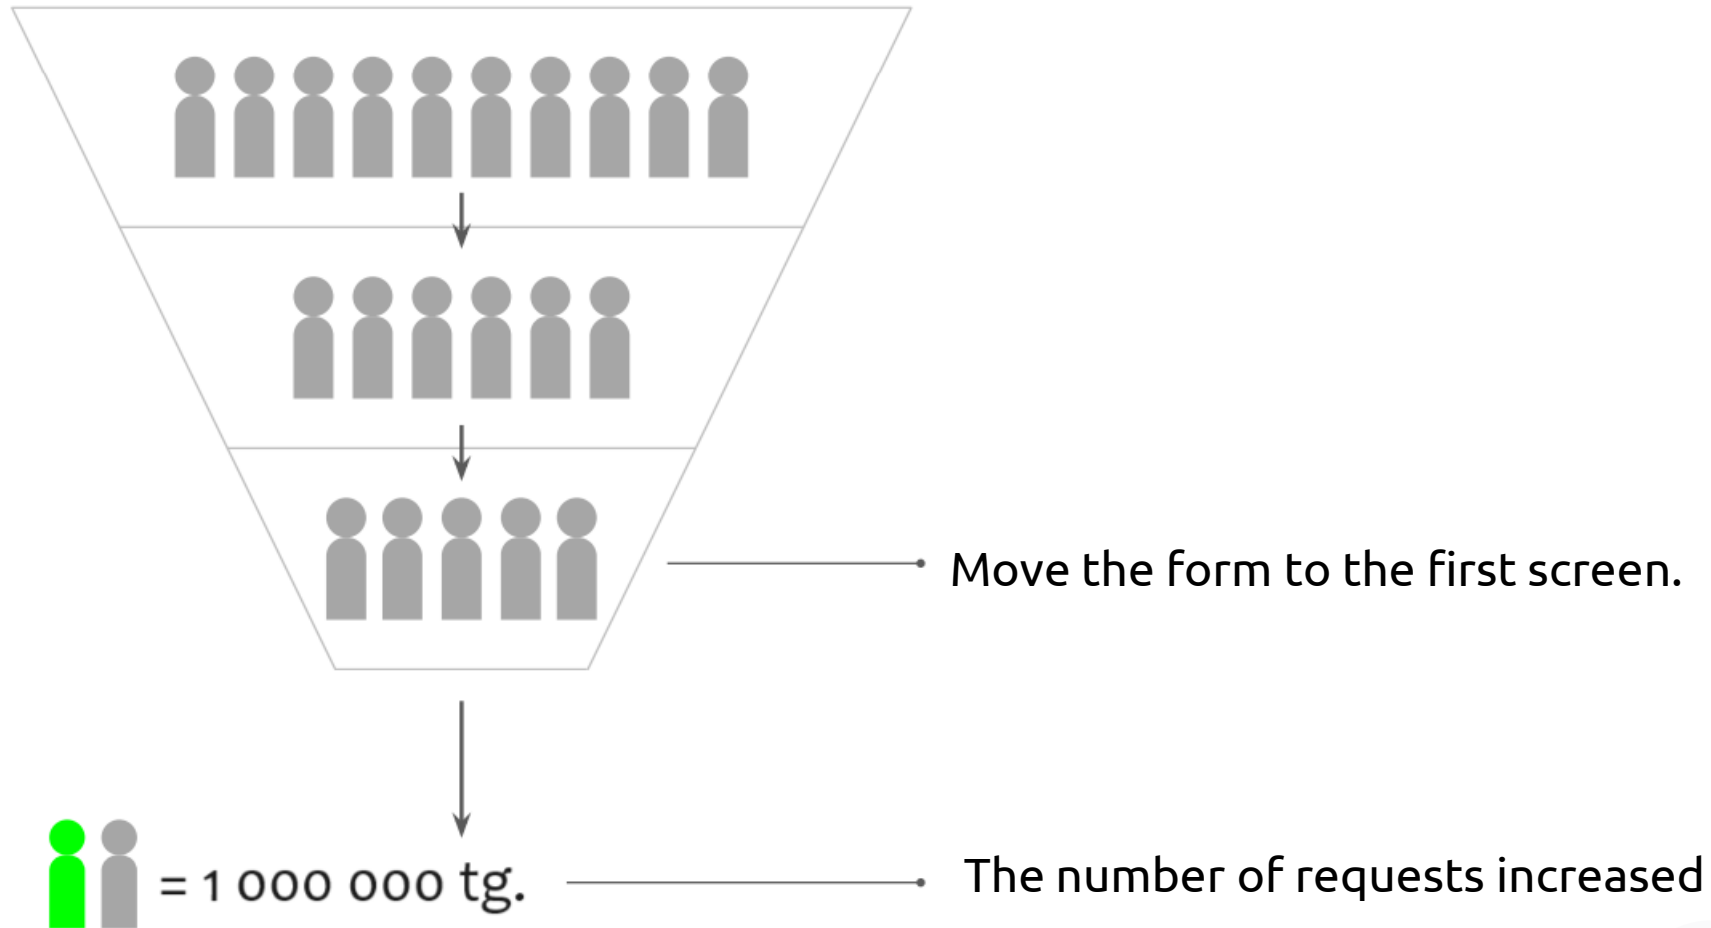 Move the form to the first screen.
= 1 000 000 tg.
The number of requests increased